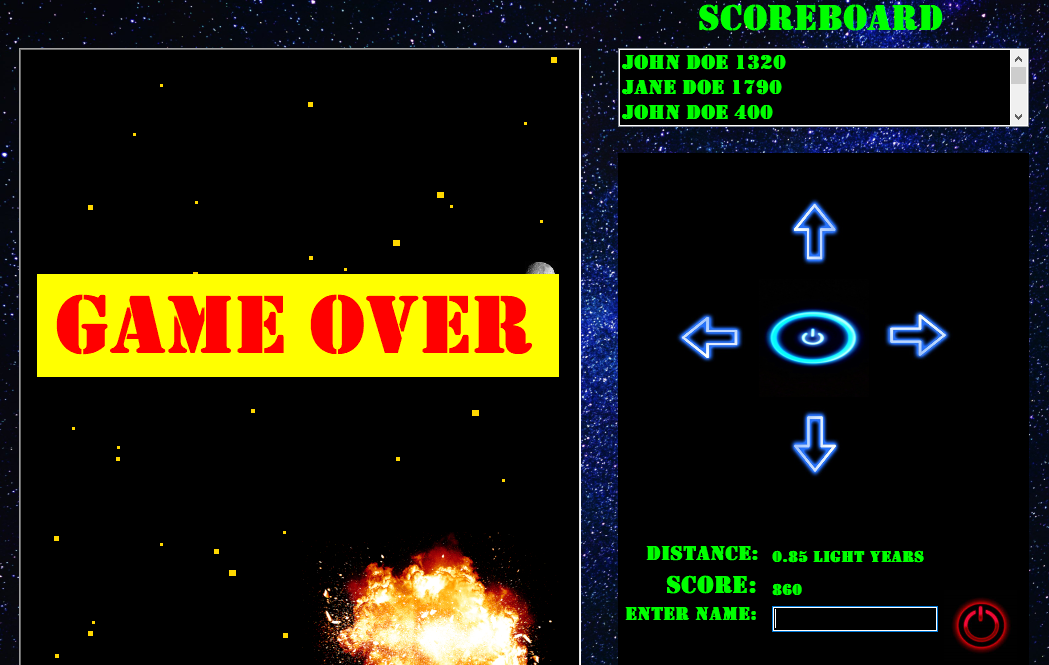 SCOREBOARD
JOHN DOE 1320
JANE DOE 1790
JOHN DOE 400
GAME OVER
DISTANCE: 0.85 LIGHT YEARS
SCORE: 860
ENTER NAME: